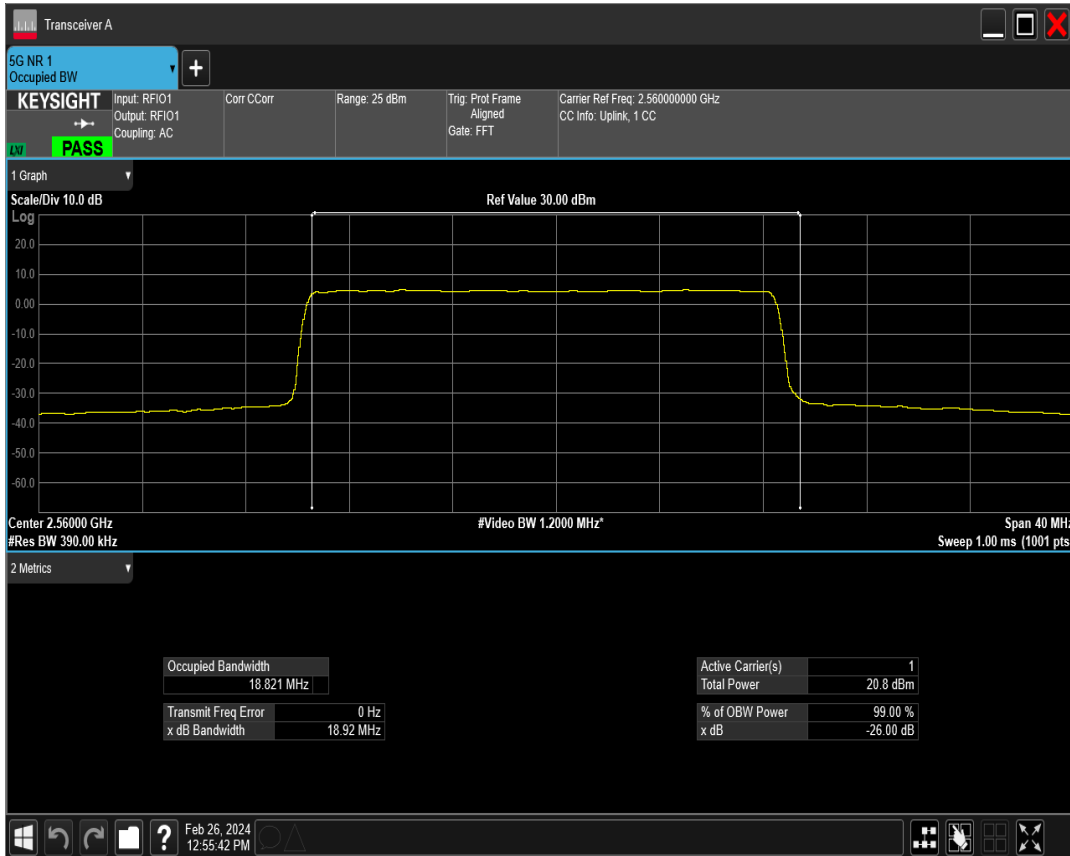 Transceiver A
5G NR 1
Occupied BW
KEYSIGHT
LXI
PASS
Input: RFIO1
Output: RFIO1
Coupling: AC
Corr CCorr
Range: 25 dBm
Trig: Prot Frame
Aligned
Gate: FFT
Carrier Ref Freq: 2.560000000 GHz
CC Info: Uplink, 1 CC
1 Graph
Scale/Div 10.0 dB
Ref Value 30.00 dBm
Log
20.0
10.0
0.00
-10.0
-20.0
-30.0
-40.0
-50.0
-60.0
Center 2.56000 GHz
#Video BW 1.2000 MHz*
Span 40 MHz
#Res BW 390.00 kHz
Sweep 1.00 ms (1001 pts
2 Metrics
Occupied Bandwidth
18.821 MHz
Transmit Freq Error 0 Hz
x dB Bandwidth 18.92 MHz
Active Carrier(s) 1
Total Power 20.8 dBm
% of OBW Power 99.00 %
x dB -26.00 dB
Feb 26, 2024
12:55:42 PM